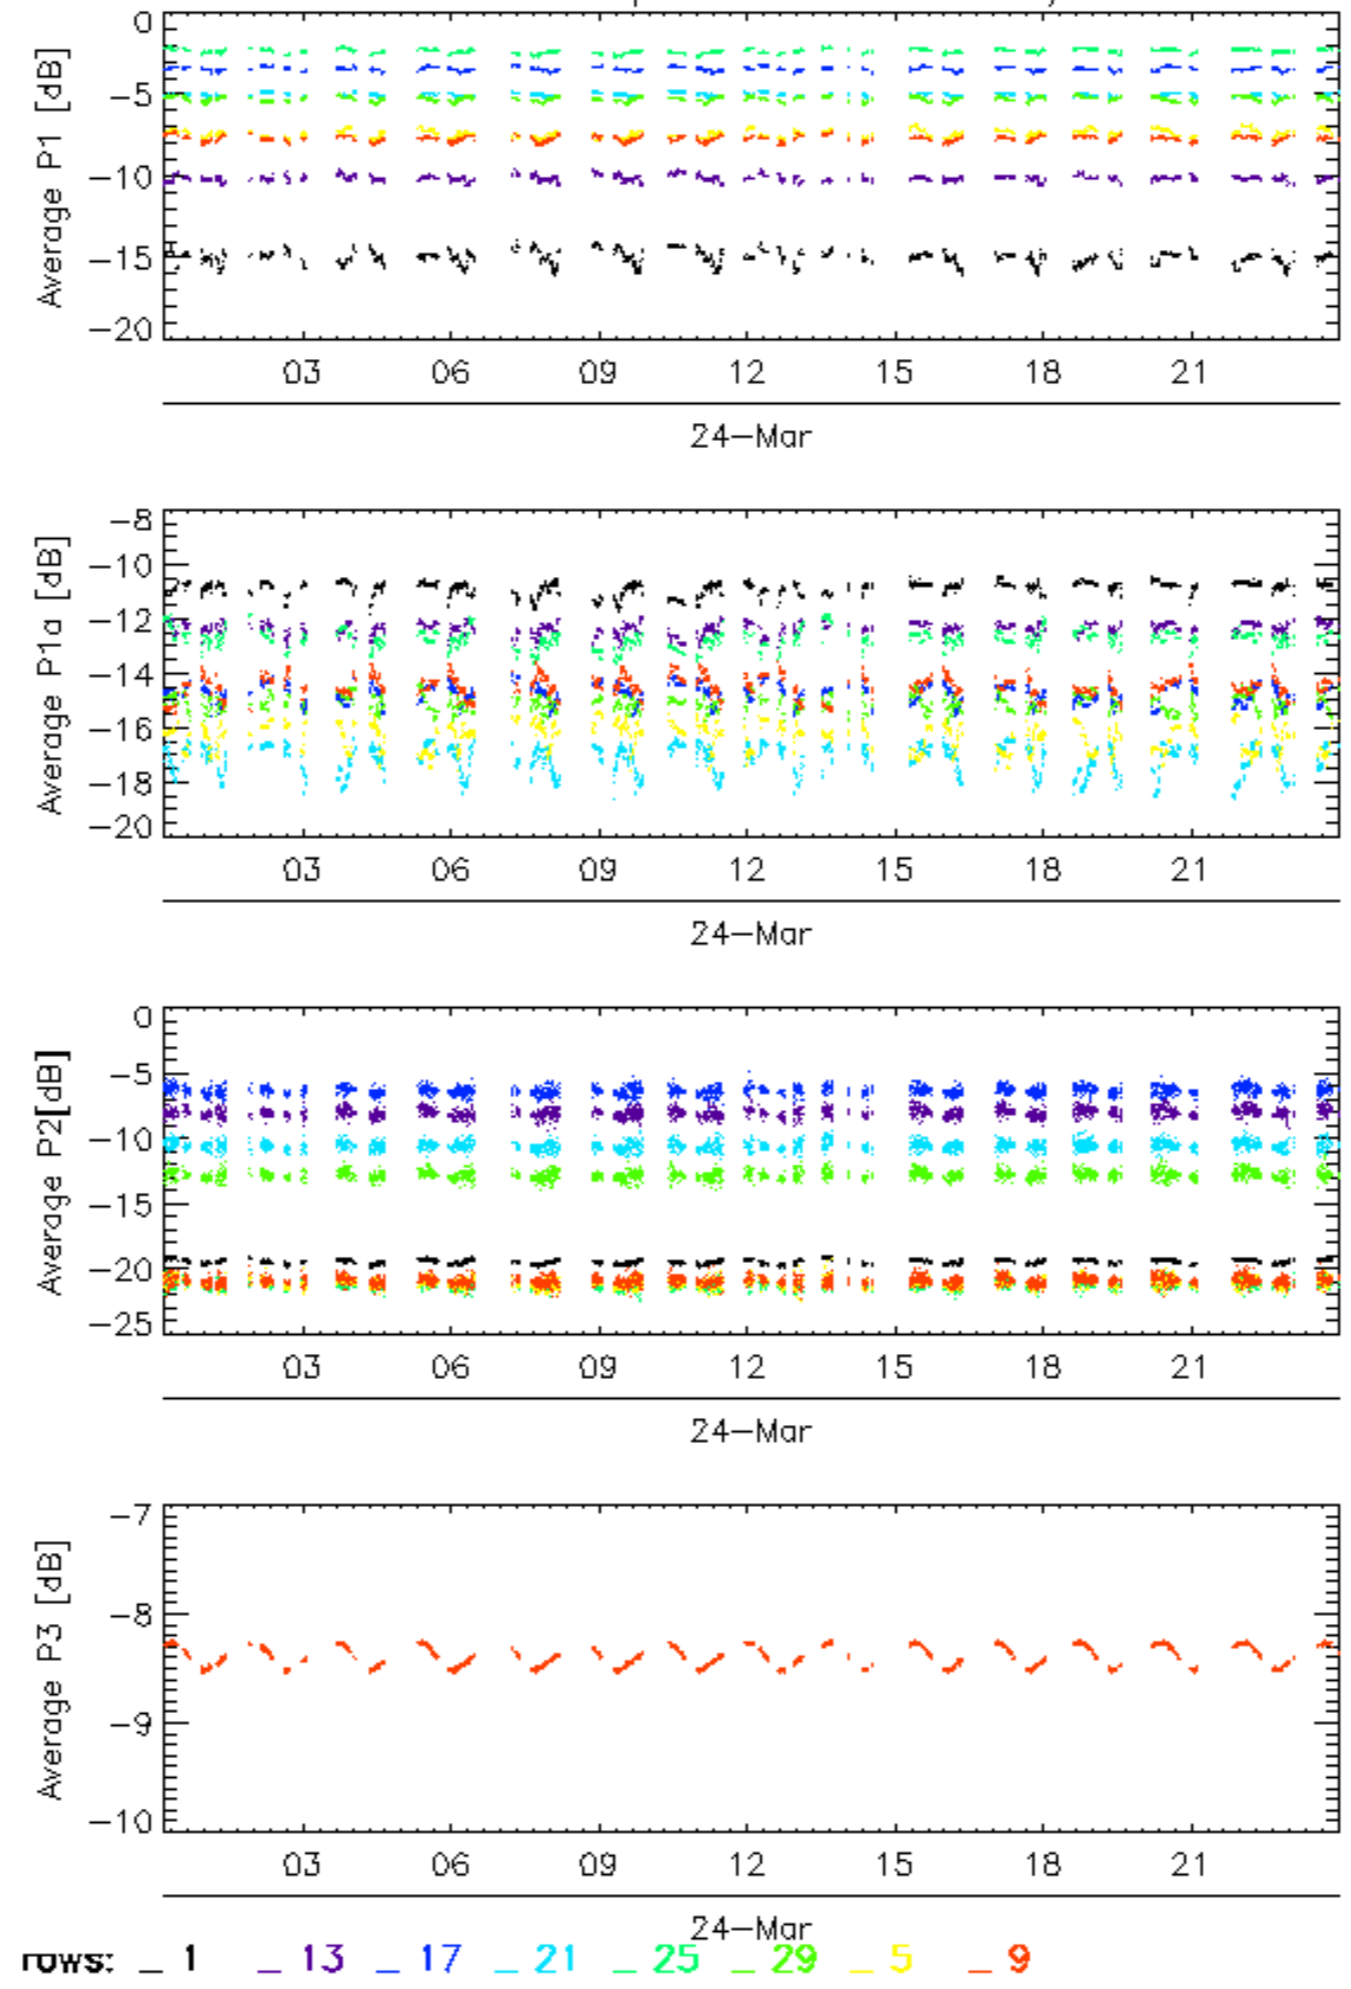 0
−5
−10
−15
−20
Average P1 [dB]
03 06 09 12 15 18 21
24−Mar
−8
−10
−12
−14
−16
−18
−20
Average P1a [dB]
03 06 09 12 15 18 21
24−Mar
0
−5
−10
−15
−20
−25
Average P2[dB]
03 06 09 12 15 18 21
24−Mar
−7
−8
−9
−10
Average P3 [dB]
03 06 09 12 15 18 21
24−Mar
rows: _ 1 _ 13 _ 17 _ 21 _ 25 _ 29 _ 5 _ 9